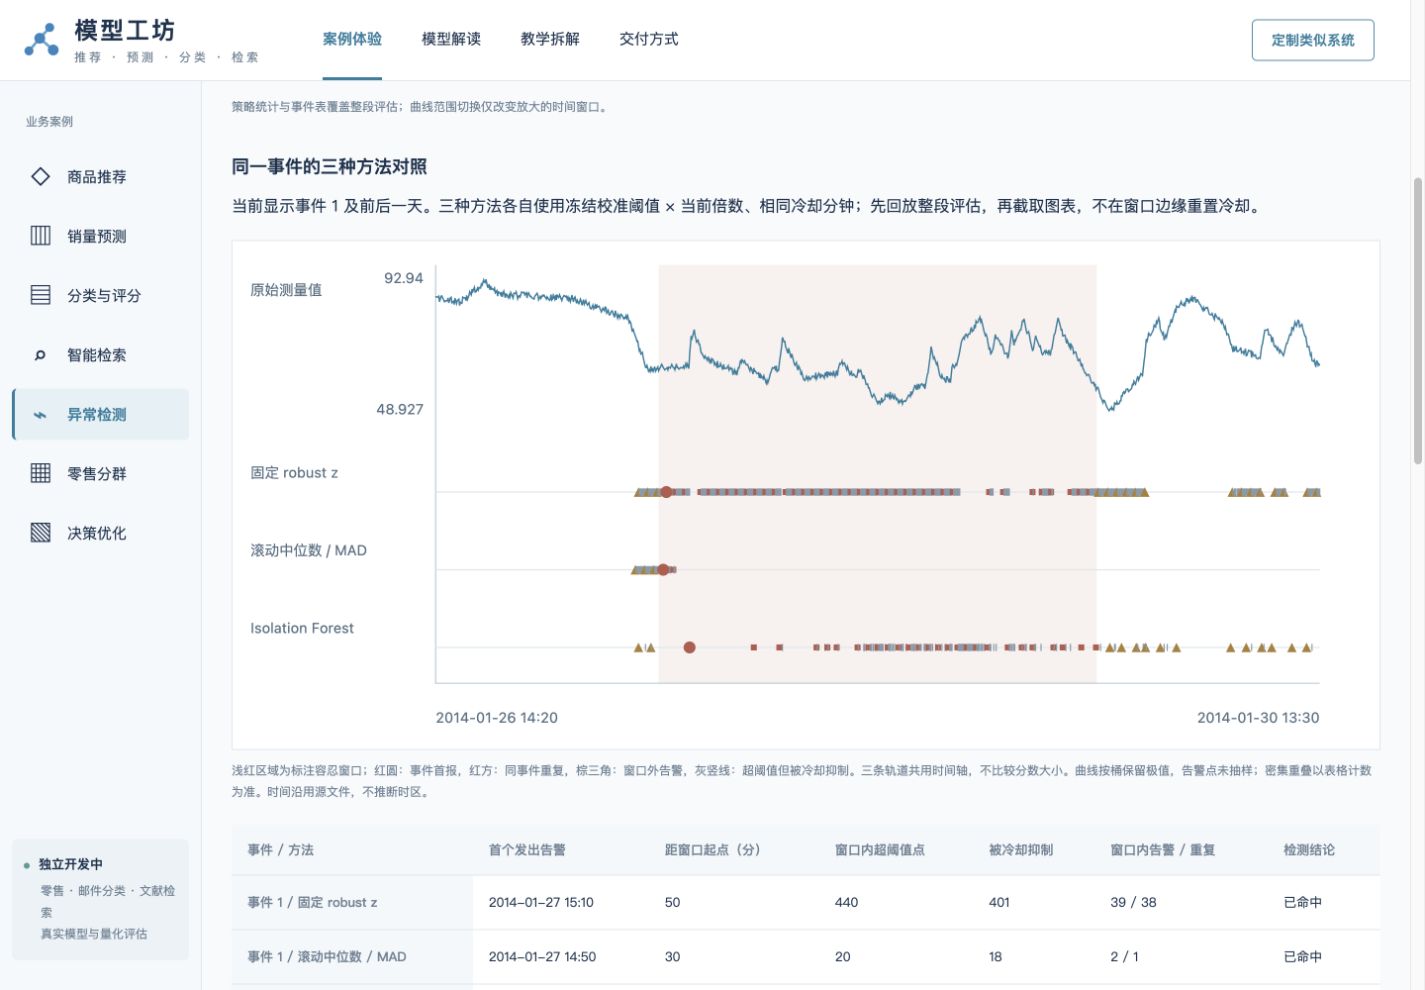 模型工坊
推荐 · 预测 · 分类 · 检索
案例体验
模型解读
教学拆解
交付方式
定制类似系统
业务案例
商品推荐
销量预测
分类与评分
智能检索
异常检测
零售分群
决策优化
独立开发中
零售 · 邮件分类 · 文献检
索
真实模型与量化评估
策略统计与事件表覆盖整段评估；曲线范围切换仅改变放大的时间窗口。
同一事件的三种方法对照
当前显示事件 1 及前后一天。三种方法各自使用冻结校准阈值 × 当前倍数、相同冷却分钟；先回放整段评估，再截取图表，不在窗口边缘重置冷却。
原始测量值
92.94
48.927
固定 robust z
滚动中位数 / MAD
Isolation Forest
2014-01-26 14:20
2014-01-30 13:30
浅红区域为标注容忍窗口；红圆：事件首报，红方：同事件重复，棕三角：窗口外告警，灰竖线：超阈值但被冷却抑制。三条轨道共用时间轴，不比较分数大小。曲线按桶保留极值，告警点未抽样；密集重叠以表格计数
为准。时间沿用源文件，不推断时区。
事件 / 方法 首个发出告警 距窗口起点（分） 窗口内超阈值点 被冷却抑制 窗口内告警 / 重复 检测结论
事件 1 / 固定 robust z 2014-01-27 15:10 50 440 401 39 / 38 已命中
事件 1 / 滚动中位数 / MAD 2014-01-27 14:50 30 20 18 2 / 1 已命中